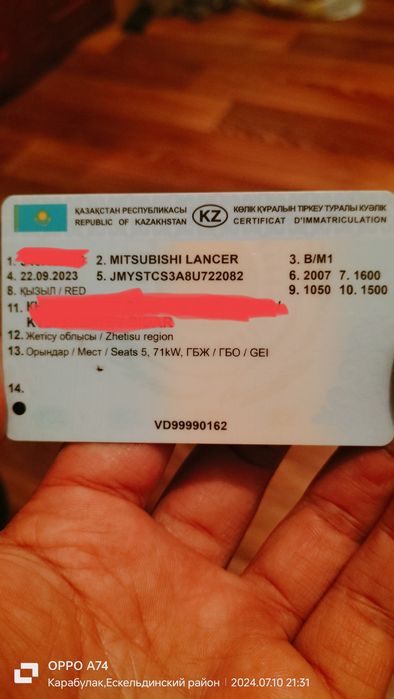 ҚАЗАҚСТАН РЕСПУБЛИКАСЫ
REPUBLIC OF KAZAKHSTAN
KZ
КӨЛІК ҚҰРАЛЫН ТІРКЕУ ТУРАЛЫ КУӘЛІК
CERTIFICAT D'IMMATRICULATION
1. 2. MITSUBISHI LANCER 3. B/M1
4. 22.09.2023 5. JMYSTCS3A8U722082 6. 2007 7. 1600
8. ҚЫЗЫЛ / RED 9. 1050 10. 1500
11.
12. Жетісу облысы / Zhetisu region
13. Орындар / Мест / Seats 5, 71kW, ГБЖ / ГБО / GEI
14.
VD99990162
OPPO A74
Карабулак,Ескельдинский район | 2024.07.10 21:31